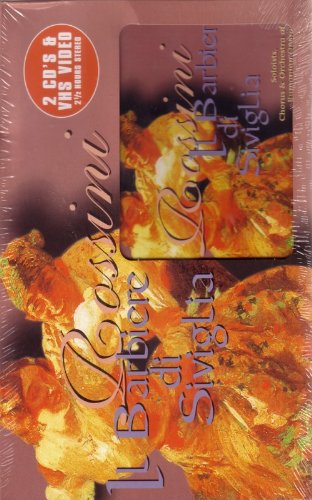 2 CD'S &
VHS VIDEO
2½ HOURS STEREO
Rossini
Il Barbiere
di
Siviglia
Rossini
Il Barbier
di
Siviglia
Soloists,
Chorus & Orchestra of